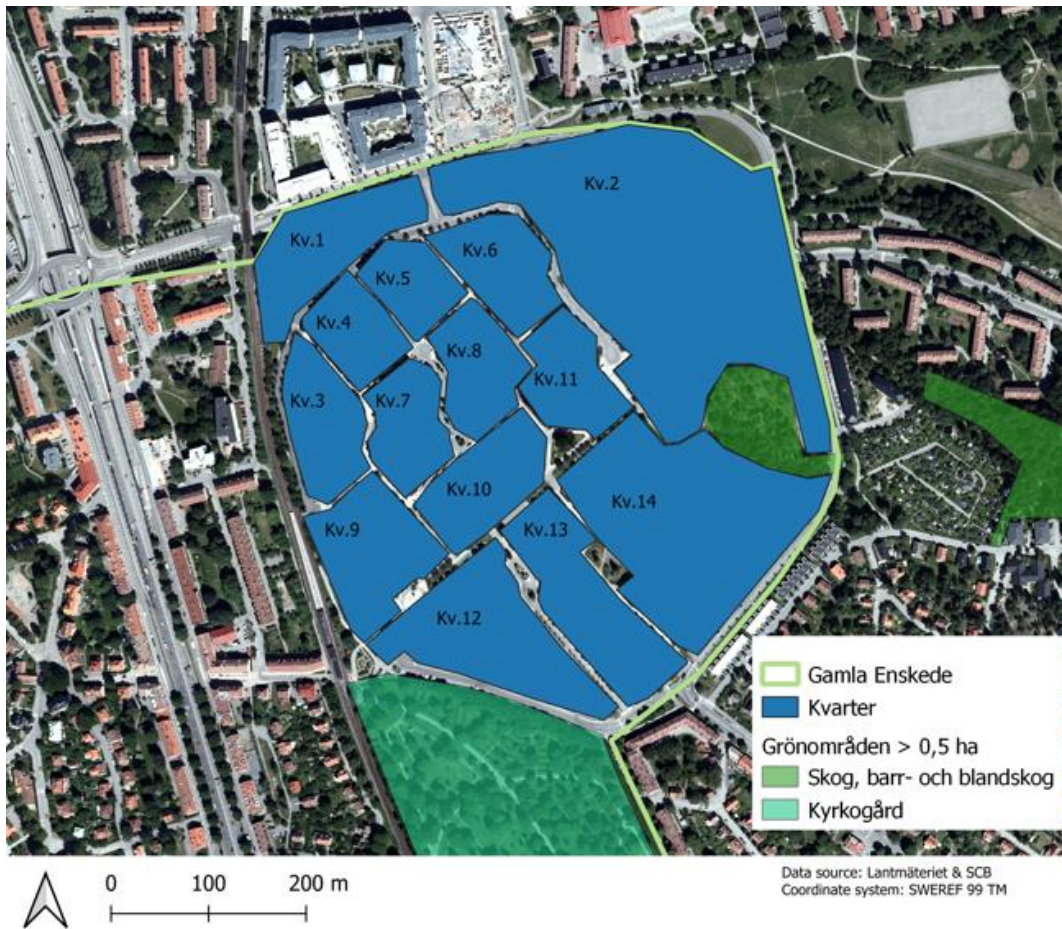 Kv.2
Kv.1
Kv.6
Kv.5
Kv.4
Kv.8
Kv.11
Kv.3
Kv.7
Kv.10
Kv.14
Kv.9
Kv.13
Kv.12
Gamla Enskede
Kvarter
Grönområden > 0,5 ha
Skog, barr- och blandskog
Kyrkogård
0 100 200 m
Data source: Lantmäteriet & SCB
Coordinate system: SWEREF 99 TM